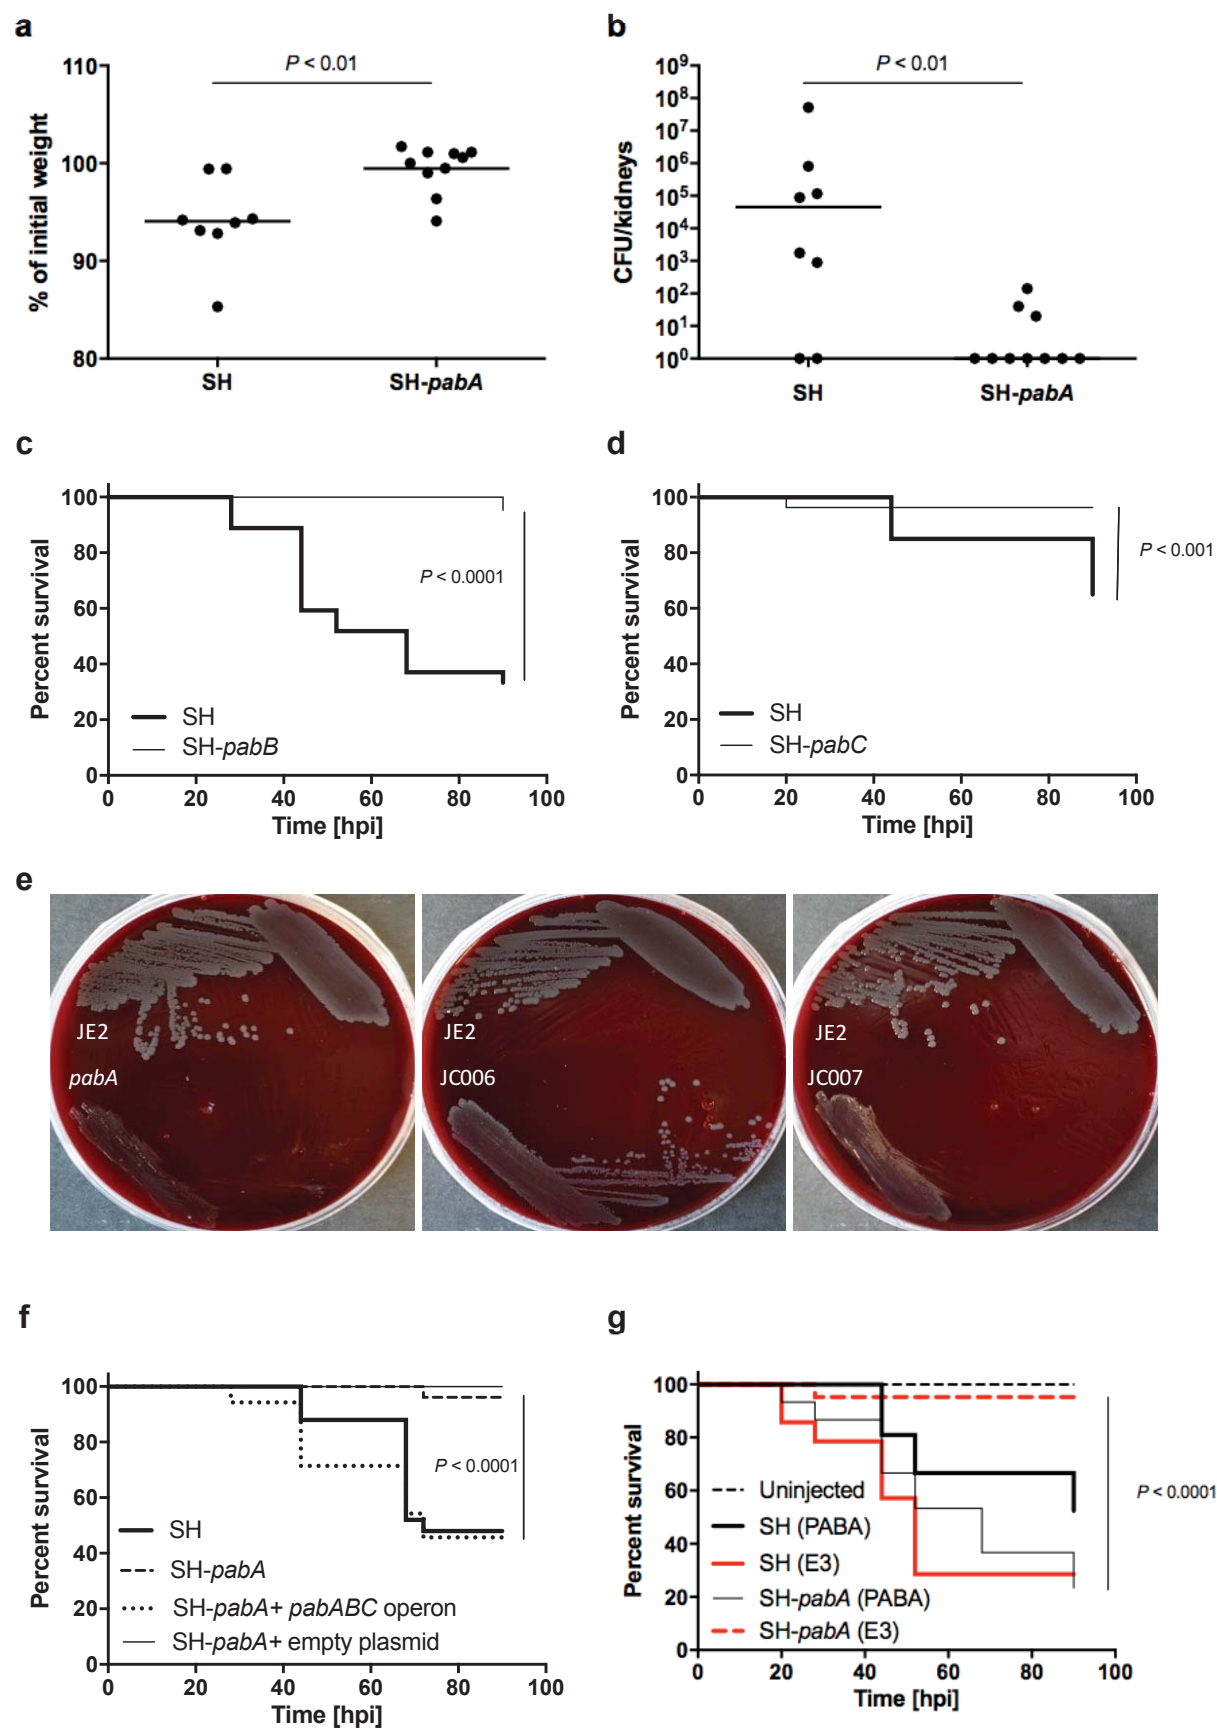 a
P < 0.01
% of initial weight
110
100
90
80
SH
SH-pabA
b
P < 0.01
CFU/kidneys
10⁹
10⁸
10⁷
10⁶
10⁵
10⁴
10³
10²
10¹
10⁰
SH
SH-pabA
c
Percent survival
100
80
60
40
20
0
P < 0.0001
SH
SH-pabB
0 20 40 60 80 100
Time [hpi]
d
Percent survival
100
80
60
40
20
0
P < 0.001
SH
SH-pabC
0 20 40 60 80 100
Time [hpi]
e
JE2
pabA
JE2
JC006
JE2
JC007
f
Percent survival
100
80
60
40
20
0
P < 0.0001
SH
SH-pabA
SH-pabA+ pabABC operon
SH-pabA+ empty plasmid
0 20 40 60 80 100
Time [hpi]
g
Percent survival
100
80
60
40
20
0
P < 0.0001
Uninjected
SH (PABA)
SH (E3)
SH-pabA (PABA)
SH-pabA (E3)
0 20 40 60 80 100
Time [hpi]